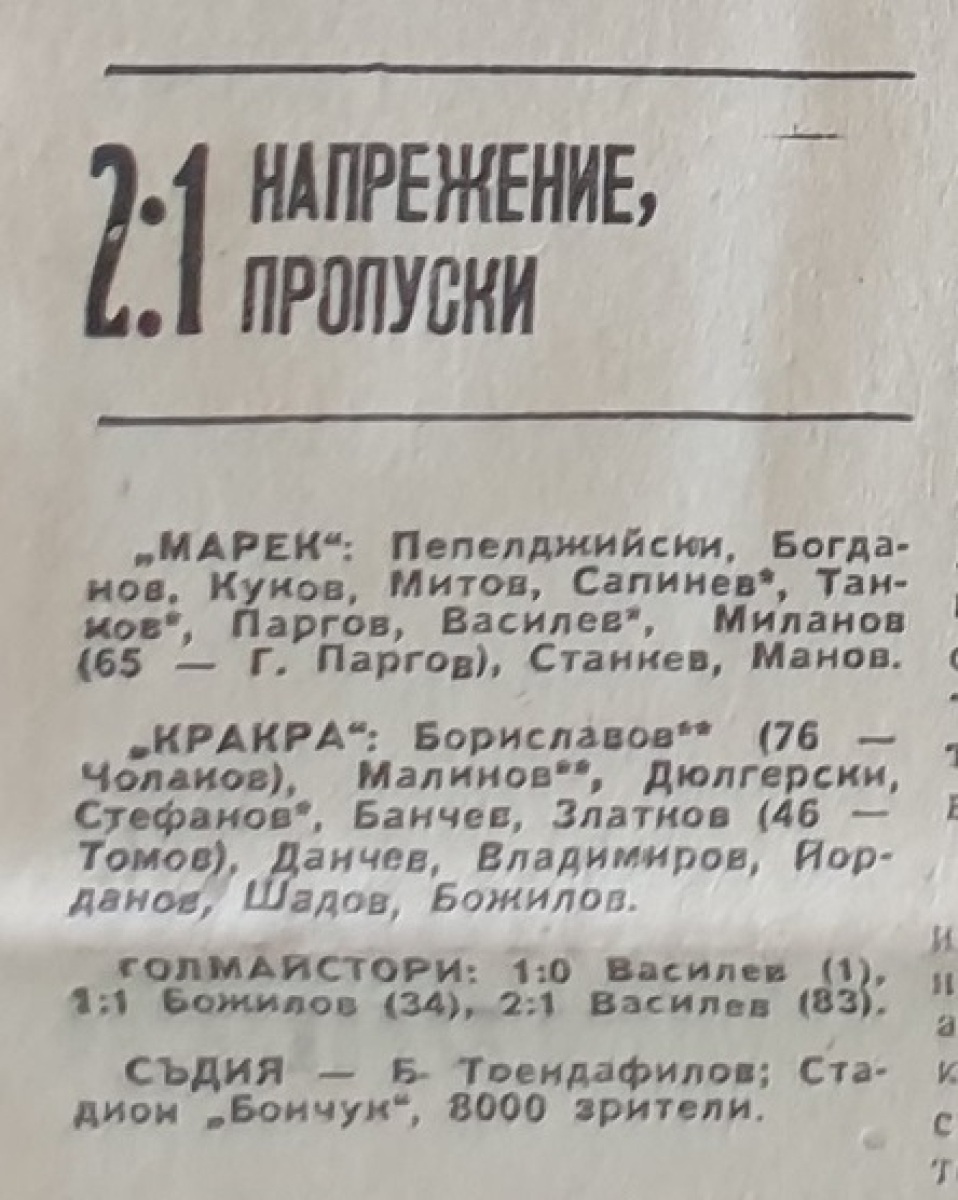 2:1 НАПРЕЖЕНИЕ,
ПРОПУСКИ
„МАРЕК“: Пепелджийски, Богда-
нов, Куков, Митов, Сапинев*, Тан-
ков*, Паргов, Василев*, Миланов
(65 — Г. Паргов), Станкев, Манов.
„КРАКРА“: Бориславов** (76 —
Чолаков), Малинов**, Дюлгерски,
Стефанов*, Банчев, Златков (46 —
Томов), Данчев, Владимиров, Йор-
данов, Шадов, Божилов.
ГОЛМАЙСТОРИ: 1:0 Василев (1),
1:1 Божилов (34), 2:1 Василев (83).
СЪДИЯ — Б. Трендафилов; Ста-
дион „Бончук“, 8000 зрители.